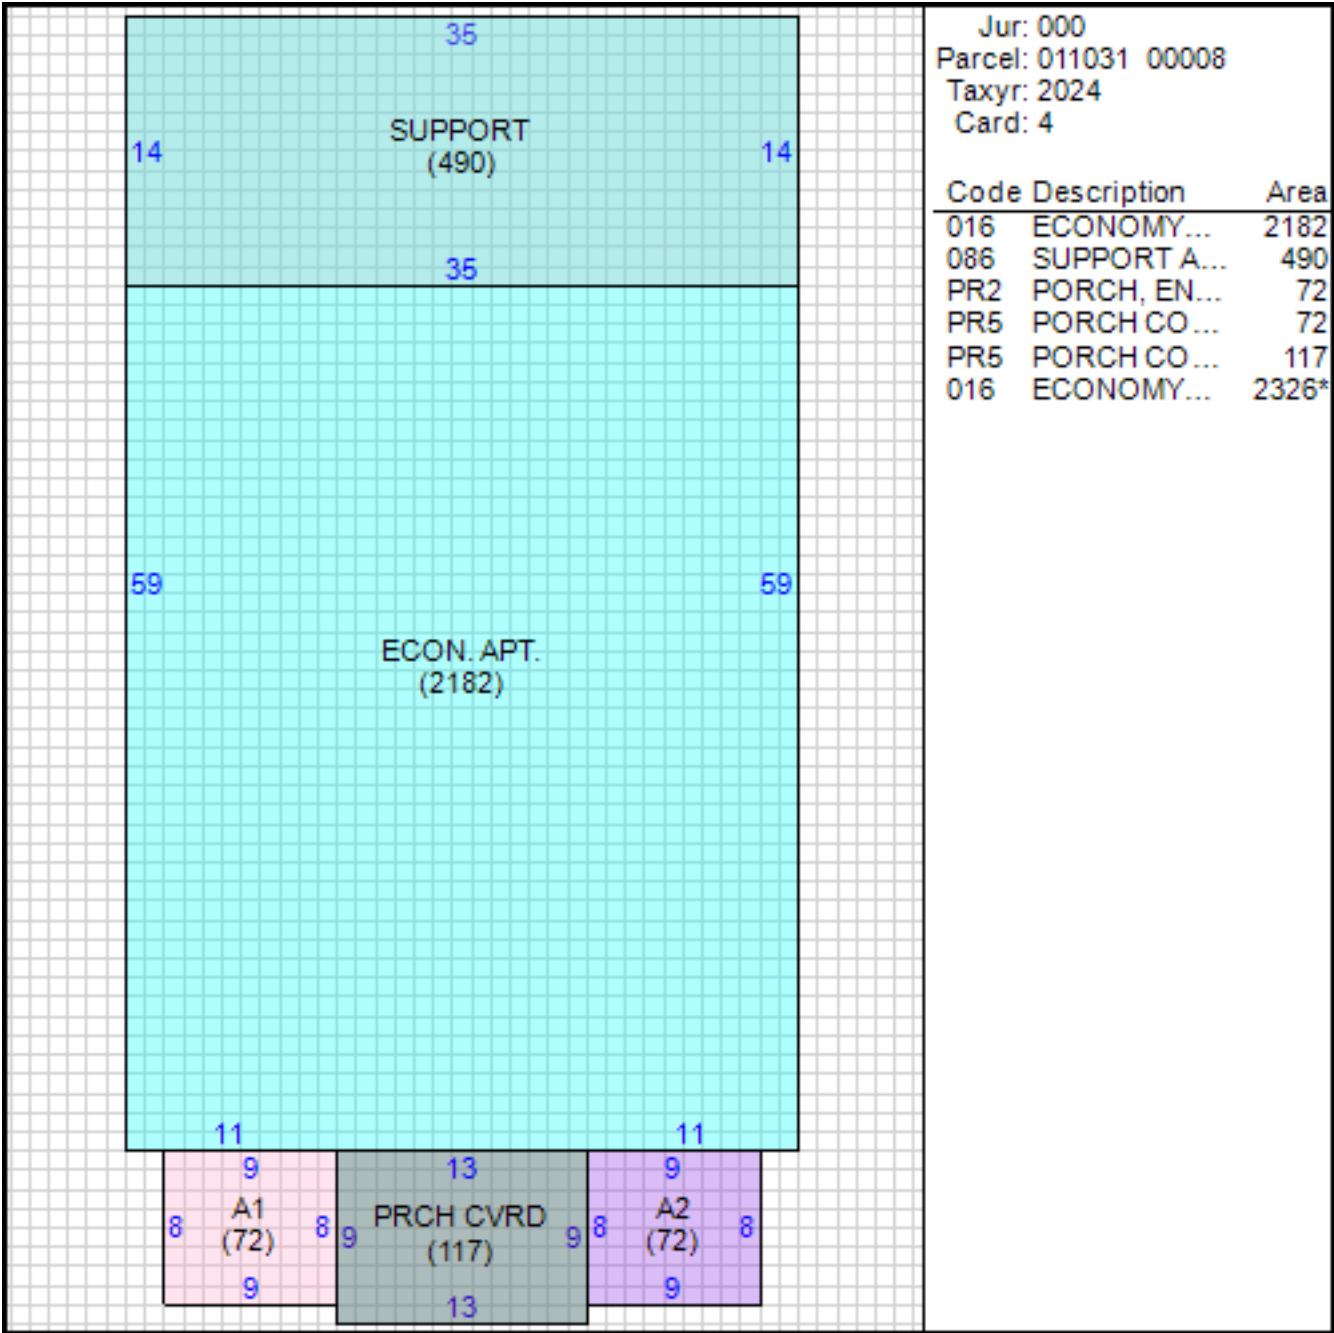 35
SUPPORT
(490)
14 14
35
59 59
ECON. APT.
(2182)
11 11
9 13 9
A1 PRCH CVRD A2
(72) (117) (72)
8 8 9 9 8 8
9 13 9
Jur: 000
Parcel: 011031 00008
Taxyr: 2024
Card: 4
Code Description Area
016 ECONOMY... 2182
086 SUPPORT A... 490
PR2 PORCH, EN... 72
PR5 PORCH CO... 72
PR5 PORCH CO... 117
016 ECONOMY... 2326*